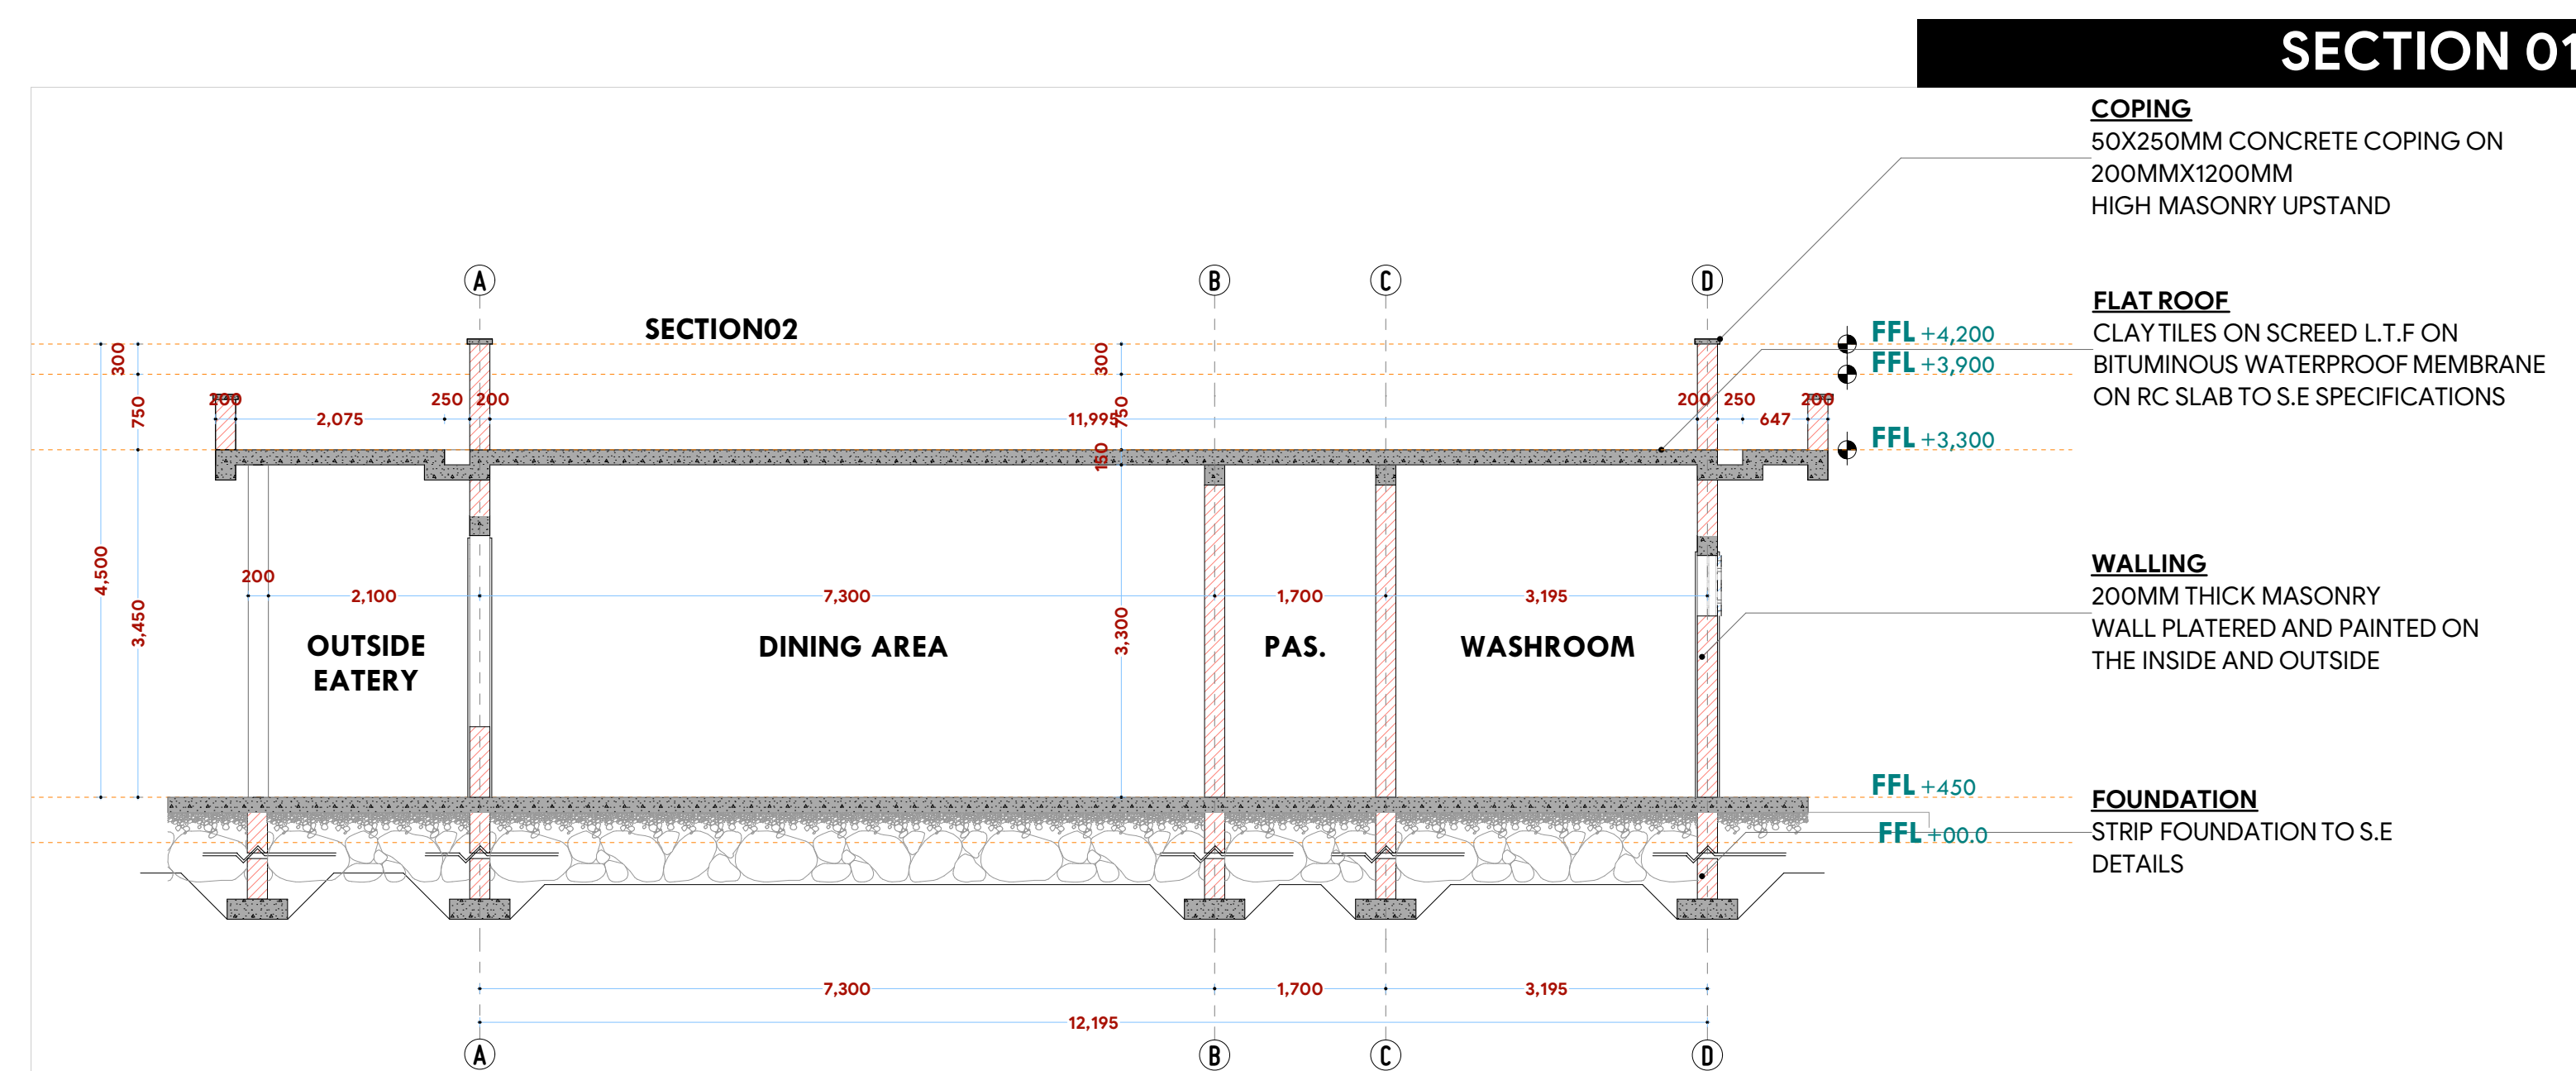 SECTION 01
COPING
50X250MM CONCRETE COPING ON
200MMX1200MM
HIGH MASONRY UPSTAND
A
B
C
D
SECTION02
FLAT ROOF
CLAY TILES ON SCREED L.T.F ON
BITUMINOUS WATERPROOF MEMBRANE
ON RC SLAB TO S.E SPECIFICATIONS
FFL +4,200
FFL +3,900
FFL +3,300
300
300
750
750
200
2,075
250
200
11,995
200
250
647
200
150
4,500
3,450
3,300
200
2,100
7,300
1,700
3,195
OUTSIDE
EATERY
DINING AREA
PAS.
WASHROOM
WALLING
200MM THICK MASONRY
WALL PLATERED AND PAINTED ON
THE INSIDE AND OUTSIDE
FFL +450
FFL +00.0
FOUNDATION
STRIP FOUNDATION TO S.E
DETAILS
7,300
1,700
3,195
12,195
A
B
C
D